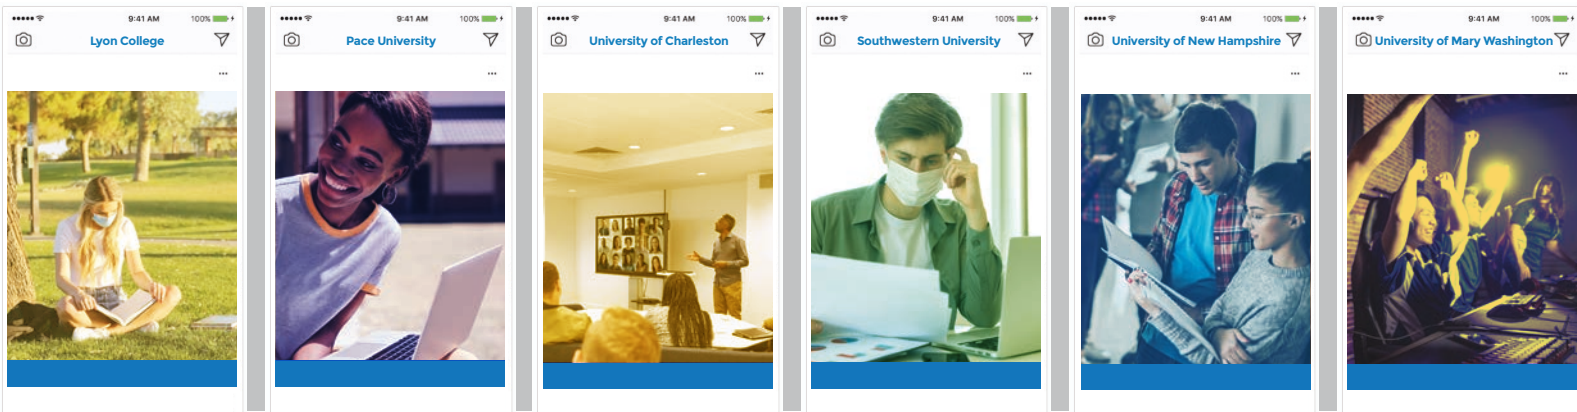 9:41 AM 100%
Lyon College
...
9:41 AM 100%
Pace University
...
9:41 AM 100%
University of Charleston
...
9:41 AM 100%
Southwestern University
...
9:41 AM 100%
University of New Hampshire
...
9:41 AM 100%
University of Mary Washington
...